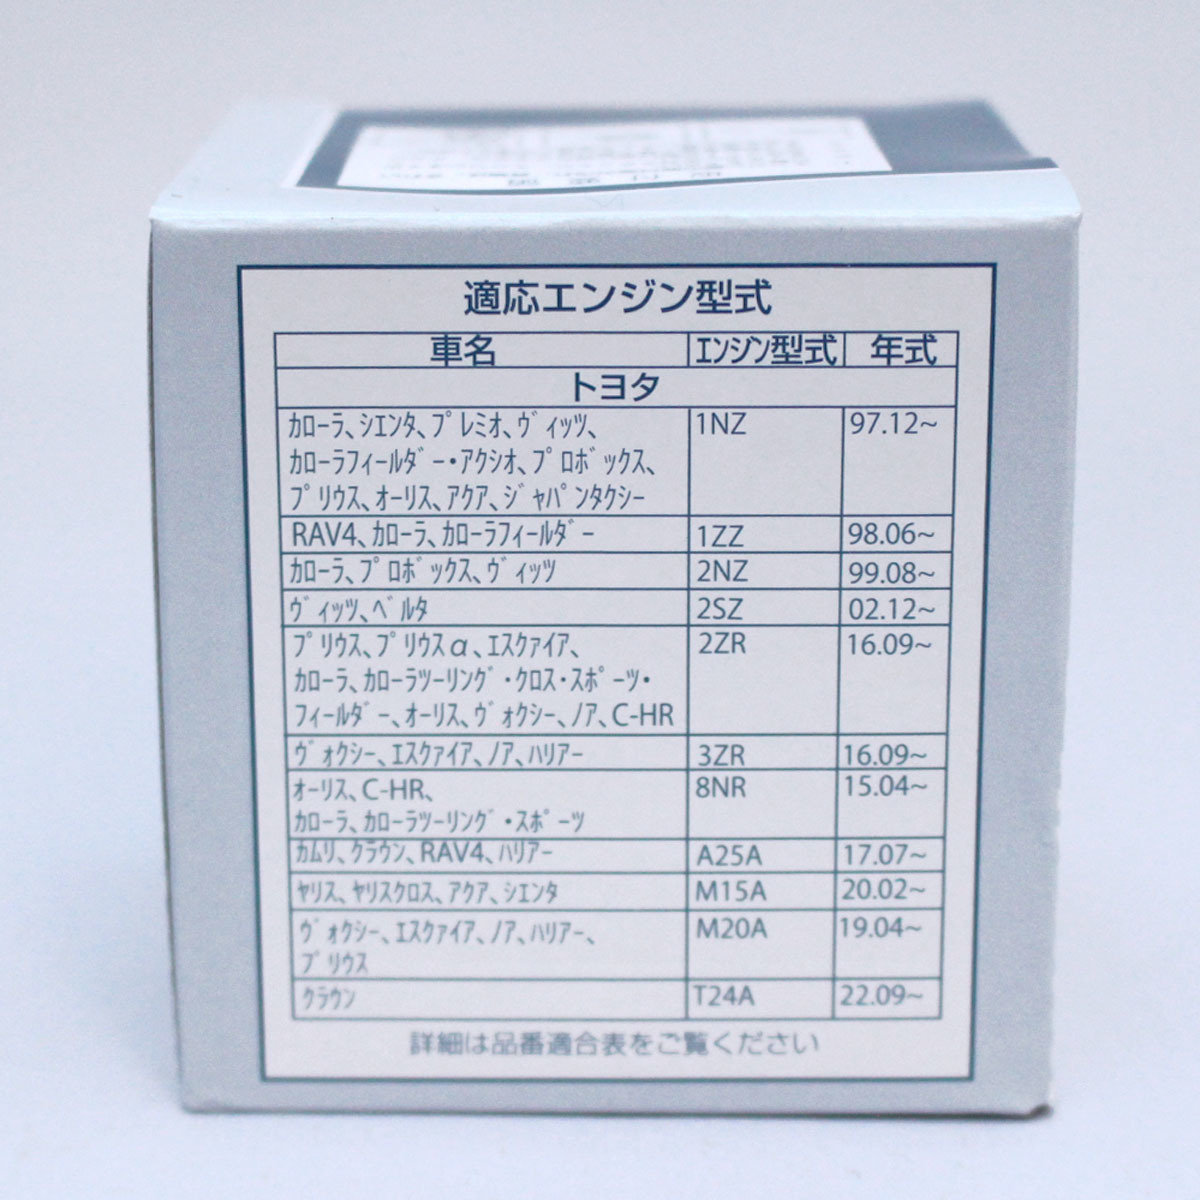 適応エンジン型式
車名 ｴﾝｼﾞﾝ型式 年式
トヨタ
ｶﾛｰﾗ､ｼｴﾝﾀ､ﾌﾟﾚﾐｵ､ｳﾞｨｯﾂ､ 1NZ 97.12~
ｶﾛｰﾗﾌｨｰﾙﾀﾞｰ･ｱｸｼｵ､ﾌﾟﾛﾎﾞｯｸｽ､
ﾌﾟﾘｳｽ､ｵｰﾘｽ､ｱｸｱ､ｼﾞｬﾊﾟﾝﾀｸｼｰ
RAV4､ｶﾛｰﾗ､ｶﾛｰﾗﾌｨｰﾙﾀﾞｰ 1ZZ 98.06~
ｶﾛｰﾗ､ﾌﾟﾛﾎﾞｯｸｽ､ｳﾞｨｯﾂ 2NZ 99.08~
ｳﾞｨｯﾂ､ﾍﾞﾙﾀ 2SZ 02.12~
ﾌﾟﾘｳｽ､ﾌﾟﾘｳｽα､ｴｽｸｧｲｱ､ 2ZR 16.09~
ｶﾛｰﾗ､ｶﾛｰﾗﾂｰﾘﾝｸﾞ･ｸﾛｽ･ｽﾎﾟｰﾂ･
ﾌｨｰﾙﾀﾞｰ､ｵｰﾘｽ､ｳﾞｫｸｼｰ､ﾉｱ､C-HR
ｳﾞｫｸｼｰ､ｴｽｸｧｲｱ､ﾉｱ､ﾊﾘｱｰ 3ZR 16.09~
ｵｰﾘｽ､C-HR､ 8NR 15.04~
ｶﾛｰﾗ､ｶﾛｰﾗﾂｰﾘﾝｸﾞ･ｽﾎﾟｰﾂ
ｶﾑﾘ､ｸﾗｳﾝ､RAV4､ﾊﾘｱｰ A25A 17.07~
ﾔﾘｽ､ﾔﾘｽｸﾛｽ､ｱｸｱ､ｼｴﾝﾀ M15A 20.02~
ｳﾞｫｸｼｰ､ｴｽｸｧｲｱ､ﾉｱ､ﾊﾘｱｰ､ M20A 19.04~
ﾌﾟﾘｳｽ
ｸﾗｳﾝ T24A 22.09~
詳細は品番適合表をご覧ください